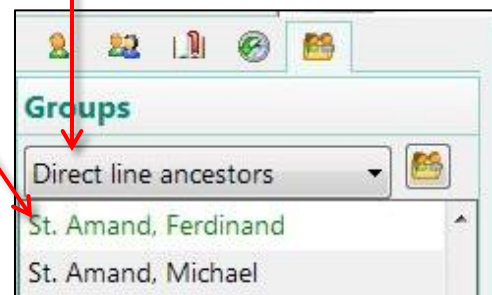 Groups
Direct line ancestors
St. Amand, Ferdinand
St. Amand, Michael